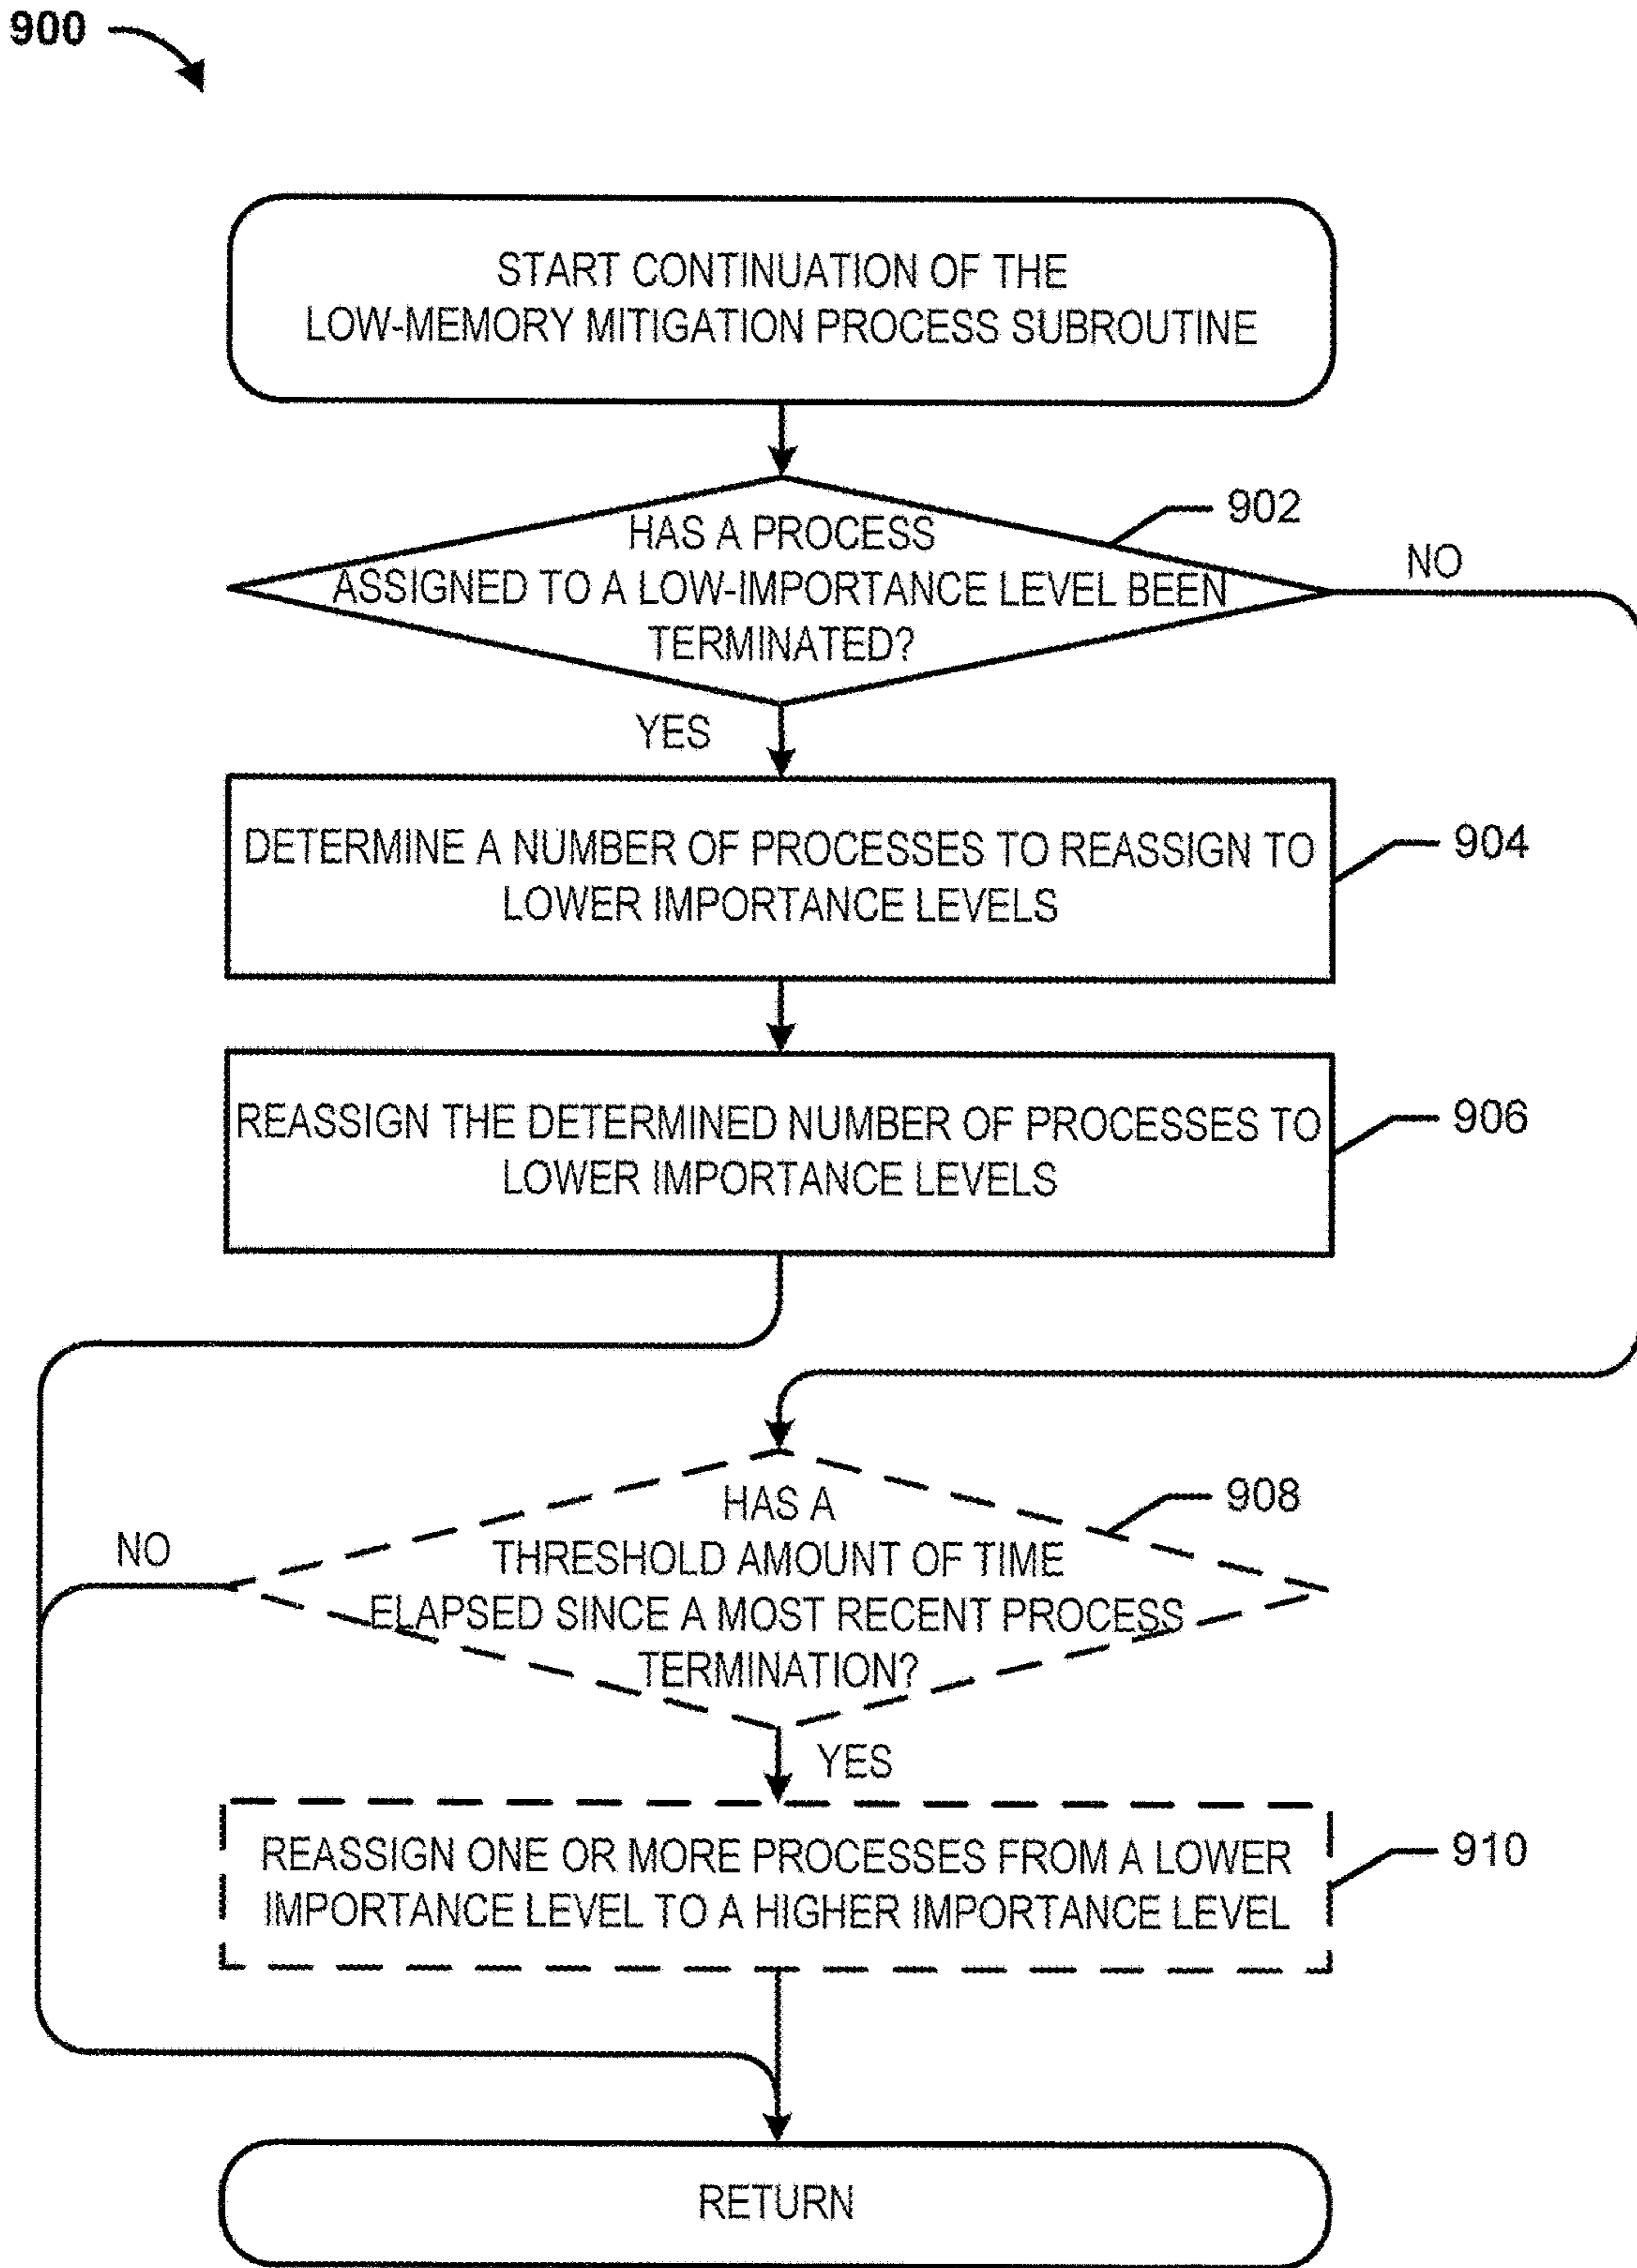 900
START CONTINUATION OF THE
LOW-MEMORY MITIGATION PROCESS SUBROUTINE
902
HAS A PROCESS
ASSIGNED TO A LOW-IMPORTANCE LEVEL BEEN
TERMINATED?
NO
YES
DETERMINE A NUMBER OF PROCESSES TO REASSIGN TO
LOWER IMPORTANCE LEVELS
904
REASSIGN THE DETERMINED NUMBER OF PROCESSES TO
LOWER IMPORTANCE LEVELS
906
HAS A
THRESHOLD AMOUNT OF TIME
ELAPSED SINCE A MOST RECENT PROCESS
TERMINATION?
908
NO
YES
REASSIGN ONE OR MORE PROCESSES FROM A LOWER
IMPORTANCE LEVEL TO A HIGHER IMPORTANCE LEVEL
910
RETURN